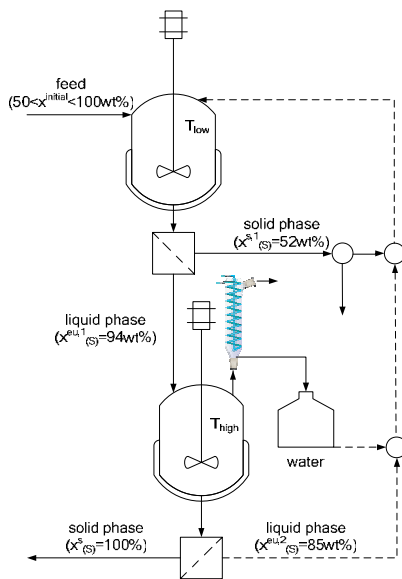 feed
(50<x^initial<100wt%)
T_low
solid phase
(x^s,1_(S)=52wt%)
liquid phase
(x^eu,1_(S)=94wt%)
T_high
water
solid phase
(x^s_(S)=100%)
liquid phase
(x^eu,2_(S)=85wt%)